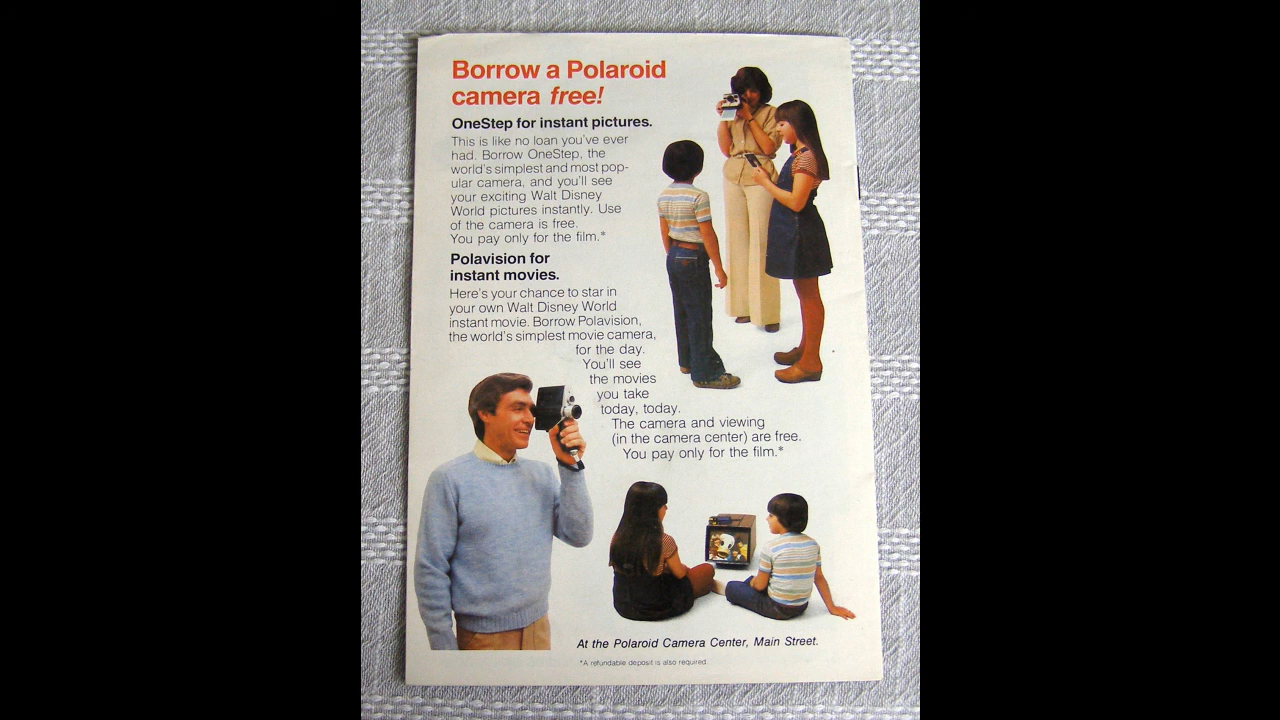 Borrow a Polaroid
camera free!
OneStep for instant pictures.
This is like no loan you've ever
had. Borrow OneStep, the
world's simplest and most pop-
ular camera, and you'll see
your exciting Walt Disney
World pictures instantly. Use
of the camera is free.
You pay only for the film.*
Polavision for
instant movies.
Here's your chance to star in
your own Walt Disney World
instant movie. Borrow Polavision,
the world's simplest movie camera,
for the day.
You'll see
the movies
you take
today, today.
The camera and viewing
(in the camera center) are free.
You pay only for the film.*
At the Polaroid Camera Center, Main Street.
*A refundable deposit is also required.